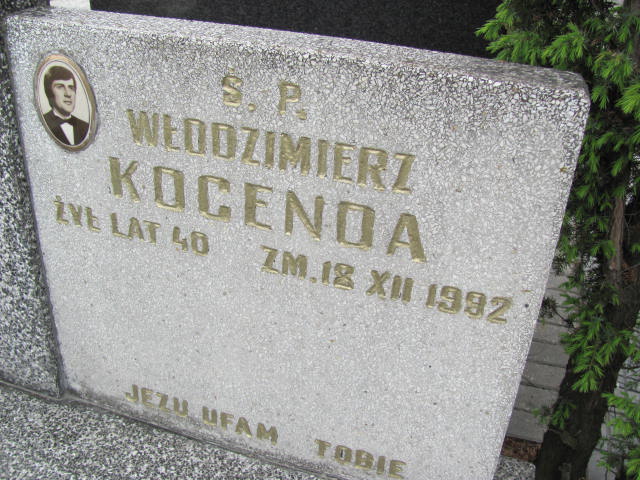 Ś. P.
WŁODZIMIERZ
KOCENDA
ŻYŁ LAT 40 ZM. 18 XII 1992
JEZU UFAM TOBIE